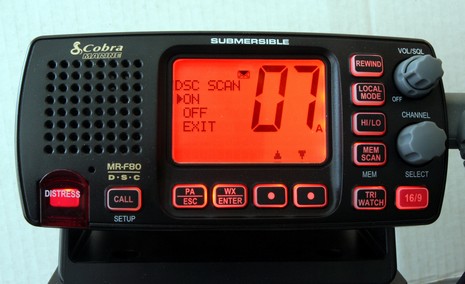 SUBMERSIBLE
Cobra
MARINE
VOL/SQL
OFF
REWIND
LOCAL
MODE
HI/LO
MEM
SCAN
MEM
TRI
WATCH
CHANNEL
SELECT
16/9
DSC SCAN
ON
OFF
EXIT
07
A
MR-F80
D·S·C
DISTRESS
CALL
SETUP
PA
ESC
WX
ENTER